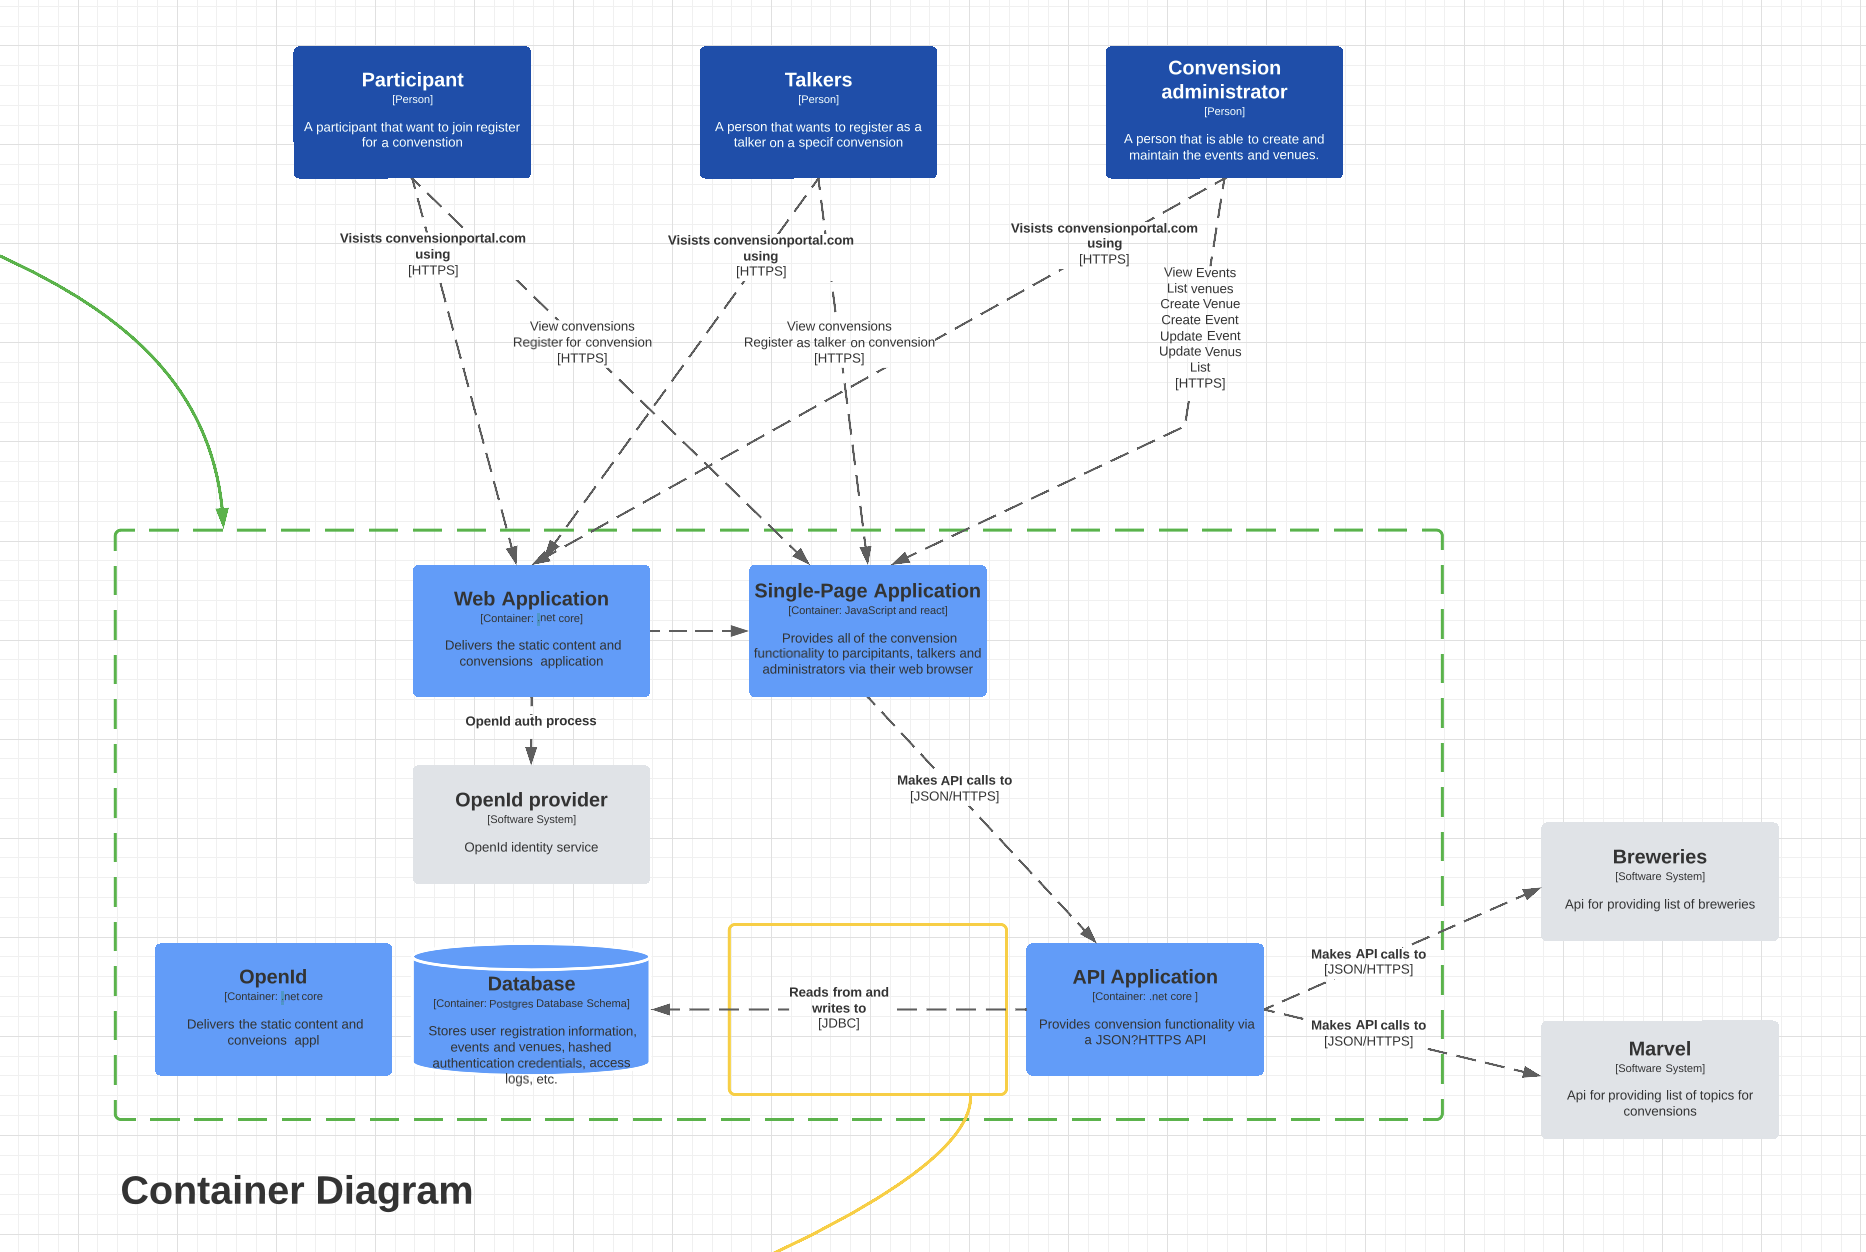 Participant
[Person]
A participant that want to join register
for a convenstion
Talkers
[Person]
A person that wants to register as a
talker on a specif convension
Convension
administrator
[Person]
A person that is able to create and
maintain the events and venues.
Visists convensionportal.com
using
[HTTPS]
Visists convensionportal.com
using
[HTTPS]
Visists convensionportal.com
using
[HTTPS]
View convensions
Register for convension
[HTTPS]
View convensions
Register as talker on convension
[HTTPS]
View Events
List venues
Create Venue
Create Event
Update Event
Update Venus
List
[HTTPS]
Web Application
[Container: .net core]
Delivers the static content and
convensions application
Single-Page Application
[Container: JavaScript and react]
Provides all of the convension
functionality to parcipitants, talkers and
administrators via their web browser
OpenId auth process
OpenId provider
[Software System]
OpenId identity service
Makes API calls to
[JSON/HTTPS]
Breweries
[Software System]
Api for providing list of breweries
OpenId
[Container: .net core
Delivers the static content and
conveions appl
Database
[Container: Postgres Database Schema]
Stores user registration information,
events and venues, hashed
authentication credentials, access
logs, etc.
Reads from and
writes to
[JDBC]
API Application
[Container: .net core ]
Provides convension functionality via
a JSON?HTTPS API
Makes API calls to
[JSON/HTTPS]
Makes API calls to
[JSON/HTTPS]
Marvel
[Software System]
Api for providing list of topics for
convensions
Container Diagram